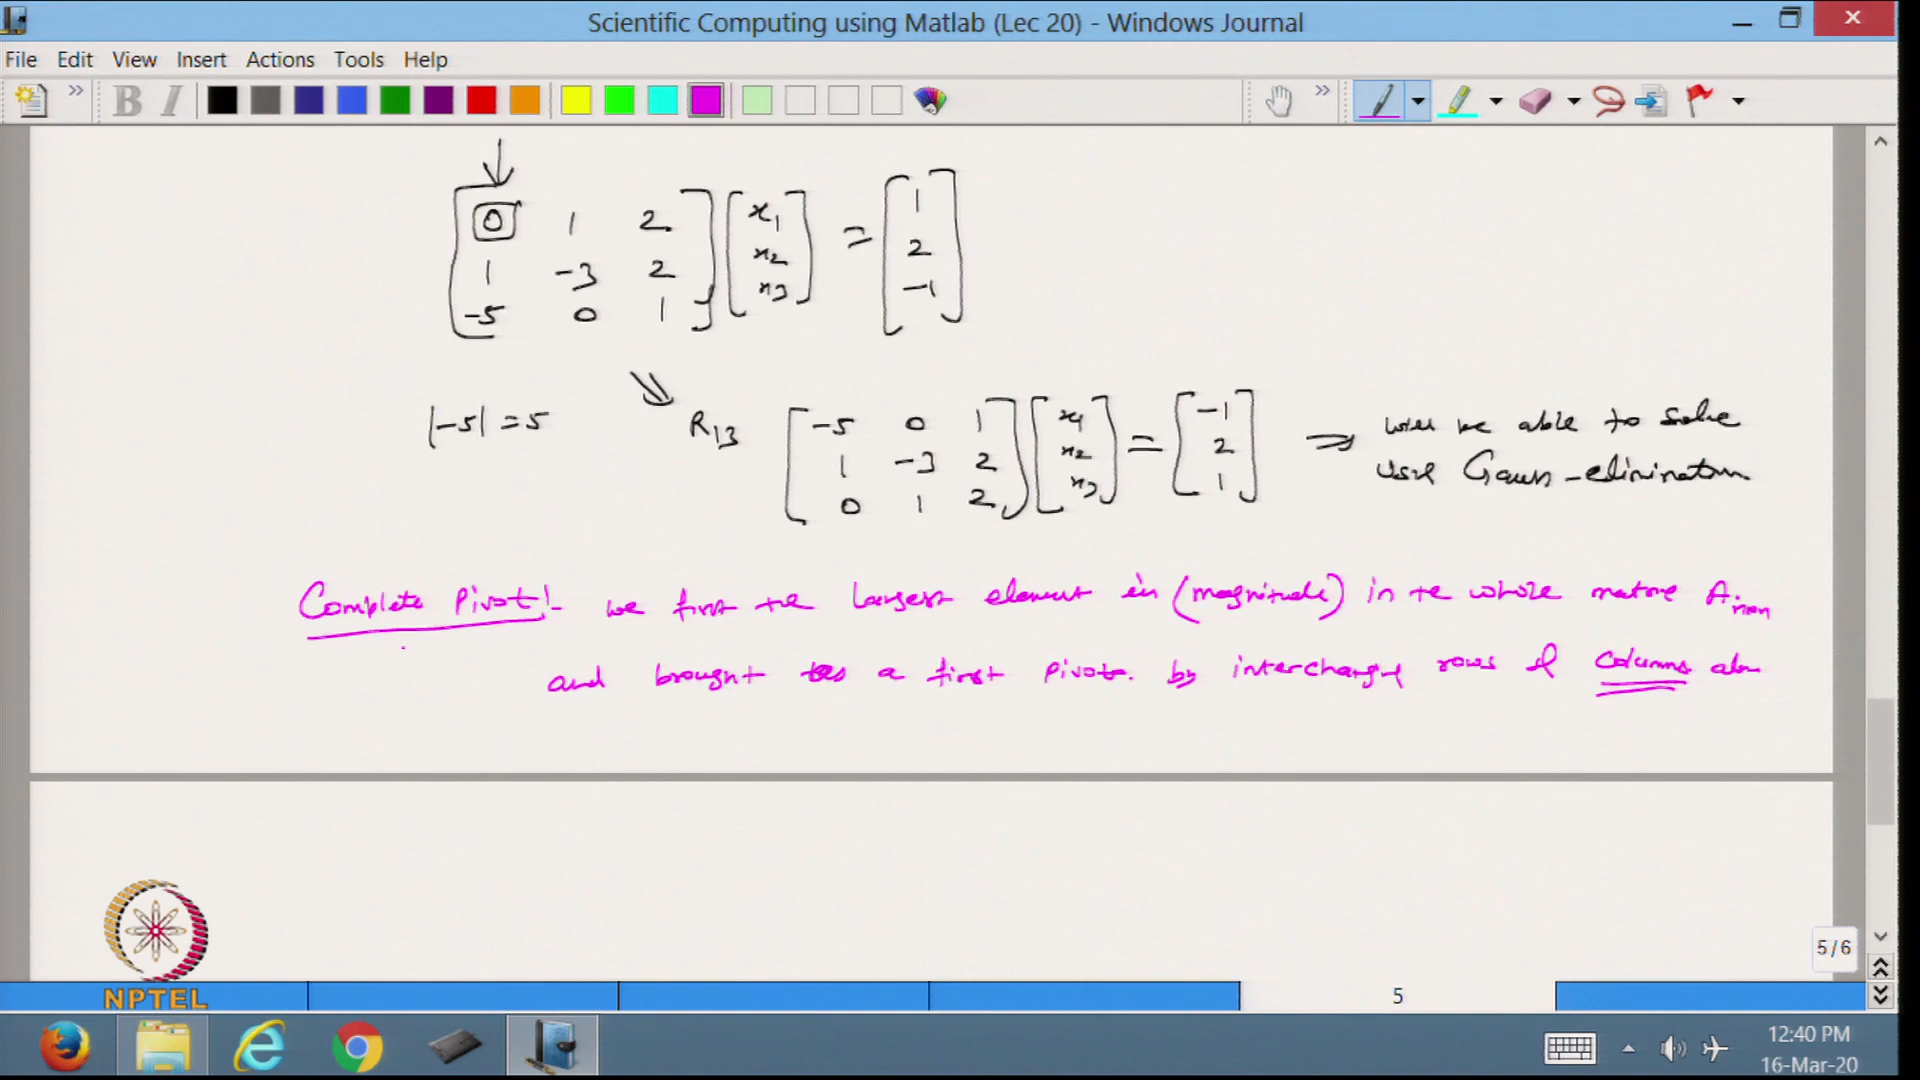 Scientific Computing using Matlab (Lec 20) - Windows Journal
File Edit View Insert Actions Tools Help
B I
0 1 2 x1 1
1 -3 2 x2 = 2
-5 0 1 x3 -1
|-5| = 5 R13
-5 0 1 x1 -1
1 -3 2 x2 = 2
0 1 2 x3 1
⇒ will be able to solve
use Gauss-elimination
Complete Pivot:- we first the largest element in (magnitude) in the whole matrix A
and brought as a first pivot. by interchang rows & columns also
5/6
NPTEL
5
12:40 PM
16-Mar-20